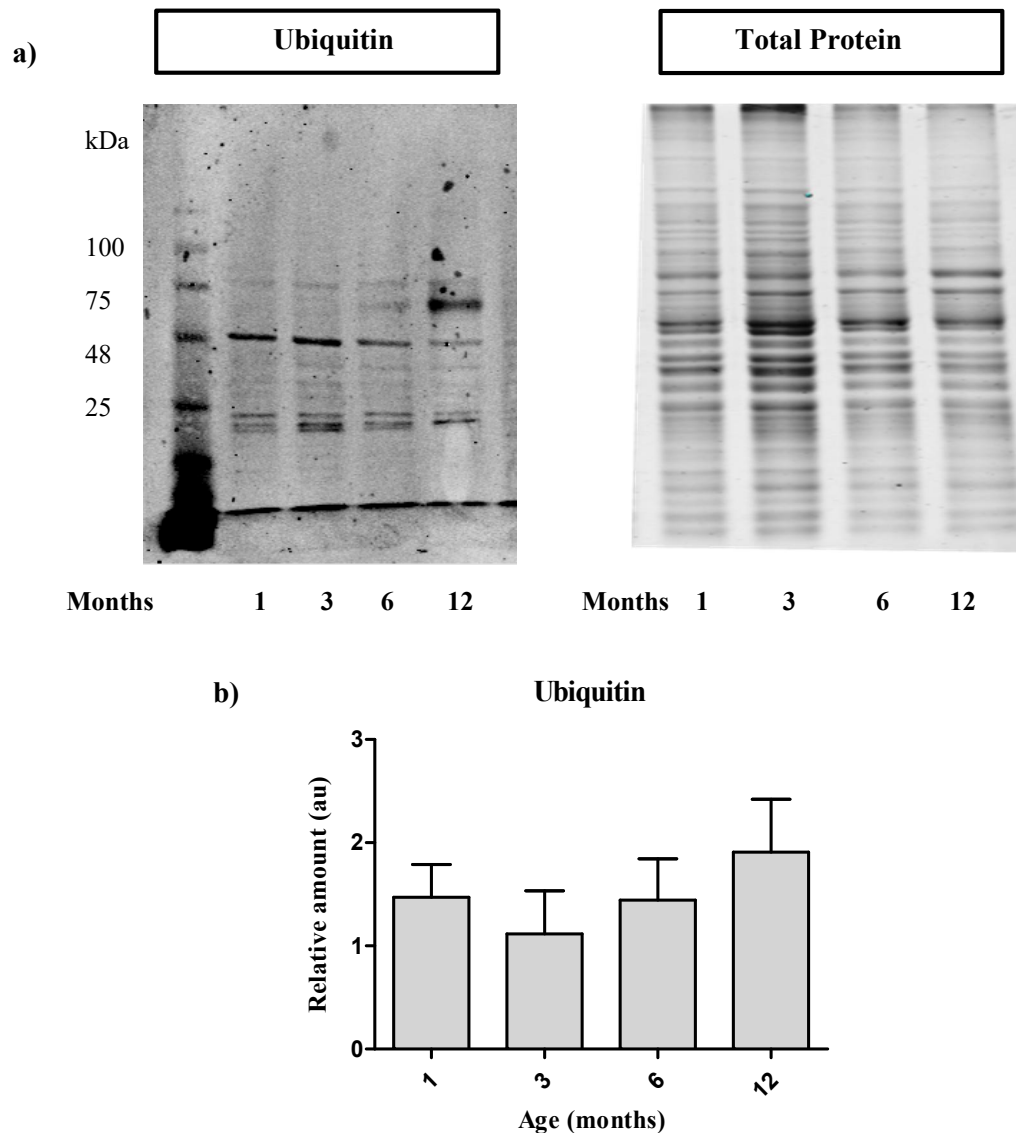 a)
Ubiquitin
Total Protein
kDa
100
75
48
25
Months 1 3 6 12
Months 1 3 6 12
b)
Ubiquitin
Relative amount (au)
3
2
1
0
1
3
6
12
Age (months)